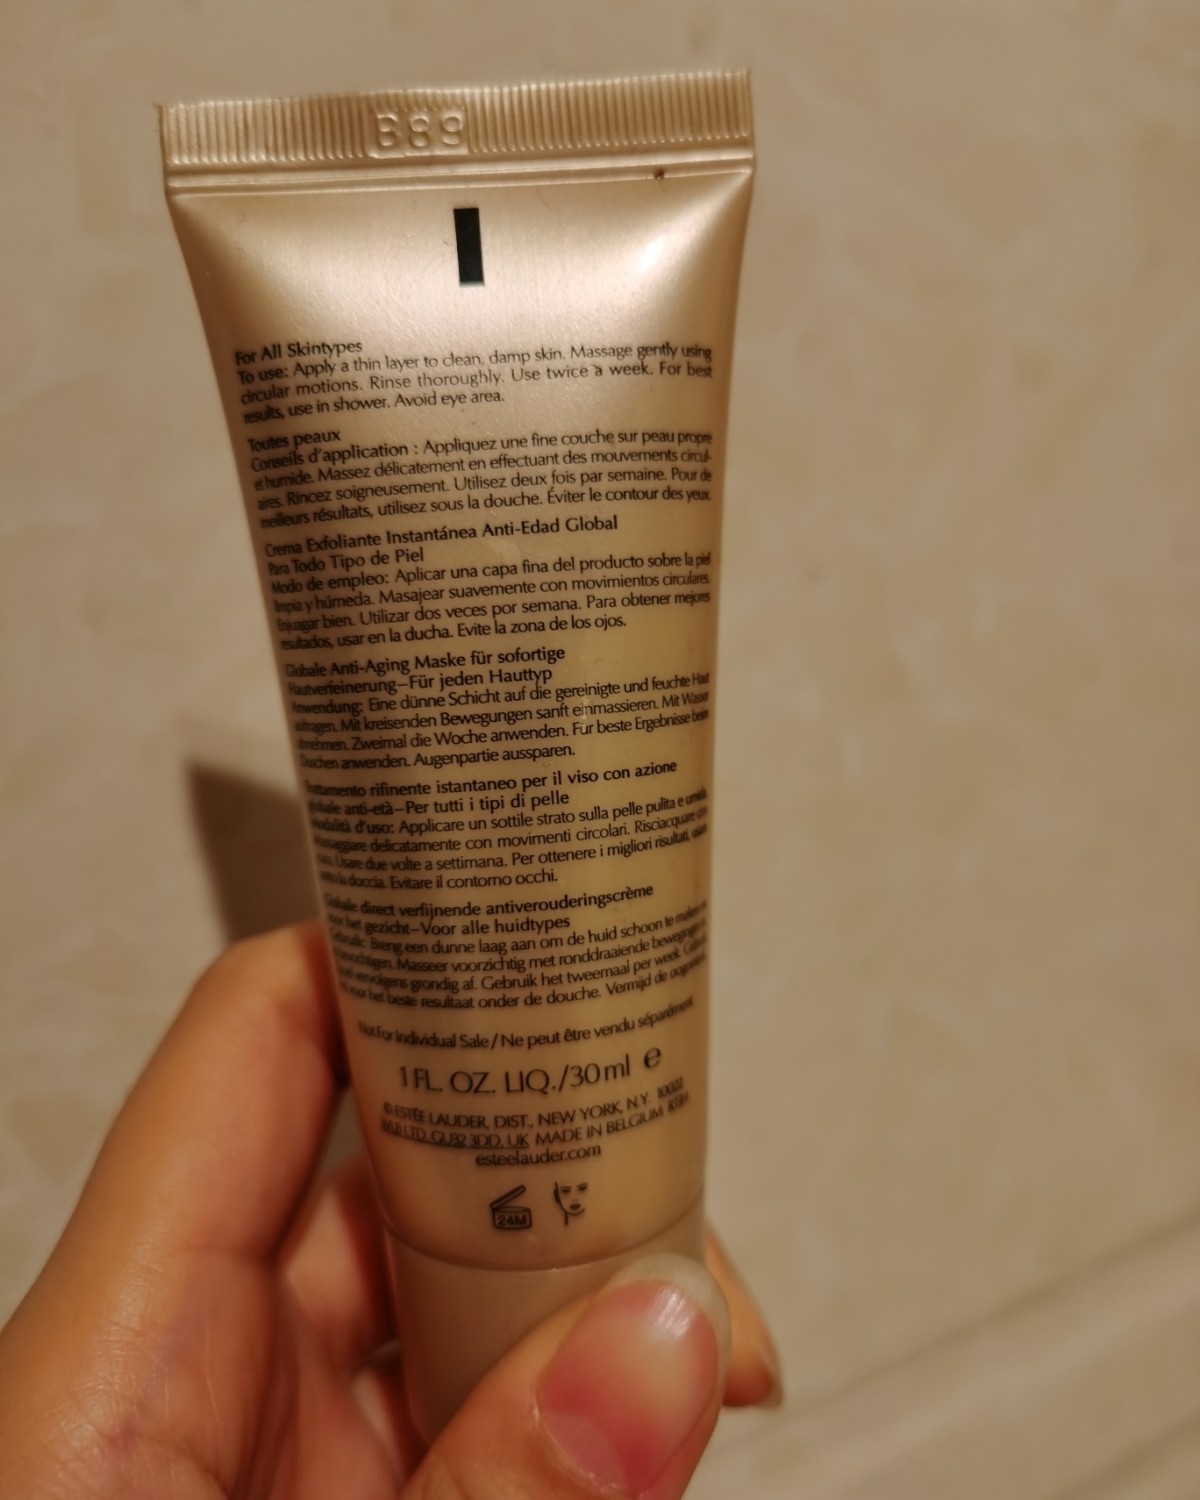 B89
For All Skintypes
To use: Apply a thin layer to clean, damp skin. Massage gently using
circular motions. Rinse thoroughly. Use twice a week. For best
results, use in shower. Avoid eye area.
Toutes peaux
Conseils d'application : Appliquez une fine couche sur peau propre
et humide. Massez délicatement en effectuant des mouvements circul-
aires. Rincez soigneusement. Utilisez deux fois par semaine. Pour de
meilleurs résultats, utilisez sous la douche. Éviter le contour des yeux.
Crema Exfoliante Instantánea Anti-Edad Global
Para Todo Tipo de Piel
Modo de empleo: Aplicar una capa fina del producto sobre la piel
limpia y húmeda. Masajear suavemente con movimientos circulares.
Enjuagar bien. Utilizar dos veces por semana. Para obtener mejores
resultados, usar en la ducha. Evite la zona de los ojos.
Globale Anti-Aging Maske für sofortige
Hautverfeinerung–Für jeden Hauttyp
Anwendung: Eine dünne Schicht auf die gereinigte und feuchte Haut
auftragen. Mit kreisenden Bewegungen sanft einmassieren. Mit Wasser
abnehmen. Zweimal die Woche anwenden. Für beste Ergebnisse beim
Duschen anwenden. Augenpartie aussparen.
Trattamento rifinente istantaneo per il viso con azione
globale anti-età–Per tutti i tipi di pelle
Modalità d'uso: Applicare un sottile strato sulla pelle pulita e umida.
Massaggiare delicatamente con movimenti circolari. Risciacquare con
cura. Usare due volte a settimana. Per ottenere i migliori risultati, usare
sotto la doccia. Evitare il contorno occhi.
Globale direct verfijnende antiverouderingscrème
voor het gezicht–Voor alle huidtypes
Gebruik: Breng een dunne laag aan om de huid schoon te maken en
te bevochtigen. Masseer voorzichtig met ronddraaiende bewegingen.
vervolgens grondig af. Gebruik het tweemaal per week. Gebruik
het voor het beste resultaat onder de douche. Vermijd de oogcontour.
Not For Individual Sale / Ne peut être vendu séparément
1 FL. OZ. LIQ./30 ml e
© ESTĒE LAUDER, DIST., NEW YORK, N.Y. 10022
LTD. GU32 3DD. UK MADE IN BELGIUM
esteelauder.com
24M